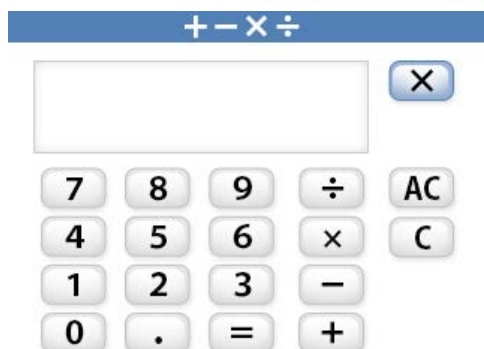 +−×÷
×
7 8 9 ÷ AC
4 5 6 × C
1 2 3 −
0 . = +